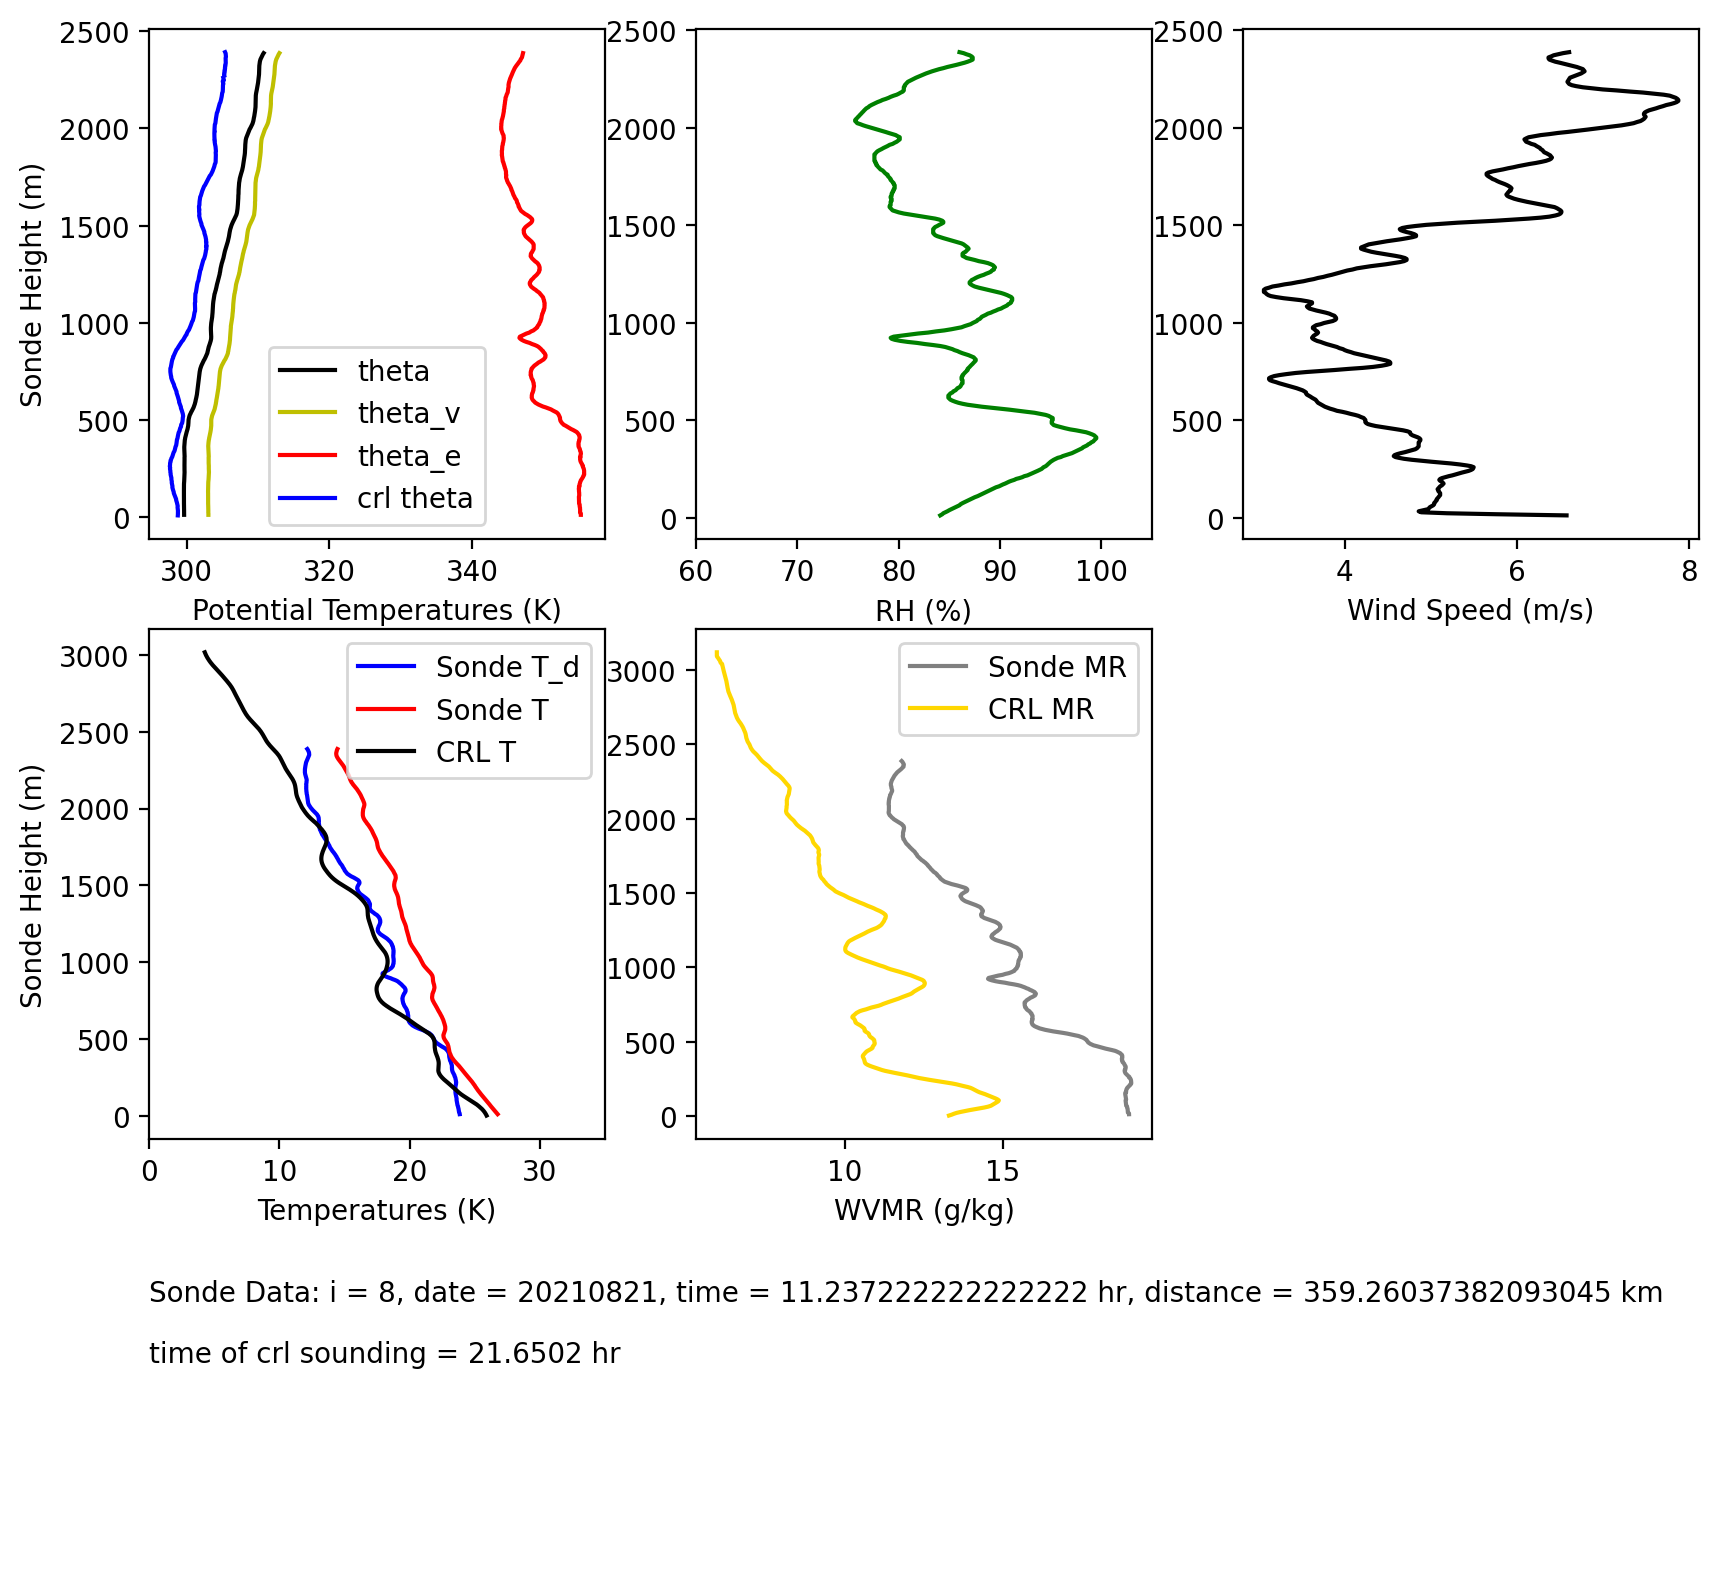 2500
2000
1500
1000
500
0
Sonde Height (m)
300 320 340
Potential Temperatures (K)
theta
theta_v
theta_e
crl theta
2500
2000
1500
1000
500
0
60 70 80 90 100
RH (%)
2500
2000
1500
1000
500
0
4 6 8
Wind Speed (m/s)
3000
2500
2000
1500
1000
500
0
Sonde Height (m)
0 10 20 30
Temperatures (K)
Sonde T_d
Sonde T
CRL T
3000
2500
2000
1500
1000
500
0
10 15
WVMR (g/kg)
Sonde MR
CRL MR
Sonde Data: i = 8, date = 20210821, time = 11.237222222222222 hr, distance = 359.26037382093045 km
time of crl sounding = 21.6502 hr